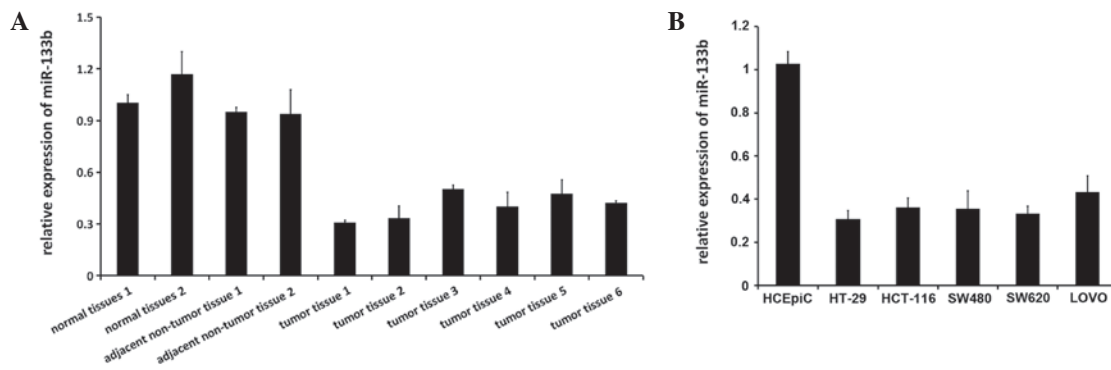 A
relative expression of miR-133b
1.5
1.2
0.9
0.6
0.3
0
normal tissues 1
normal tissues 2
adjacent non-tumor tissue 1
adjacent non-tumor tissue 2
tumor tissue 1
tumor tissue 2
tumor tissue 3
tumor tissue 4
tumor tissue 5
tumor tissue 6
B
relative expression of miR-133b
1.2
1
0.8
0.6
0.4
0.2
0
HCEpiC
HT-29
HCT-116
SW480
SW620
LOVO